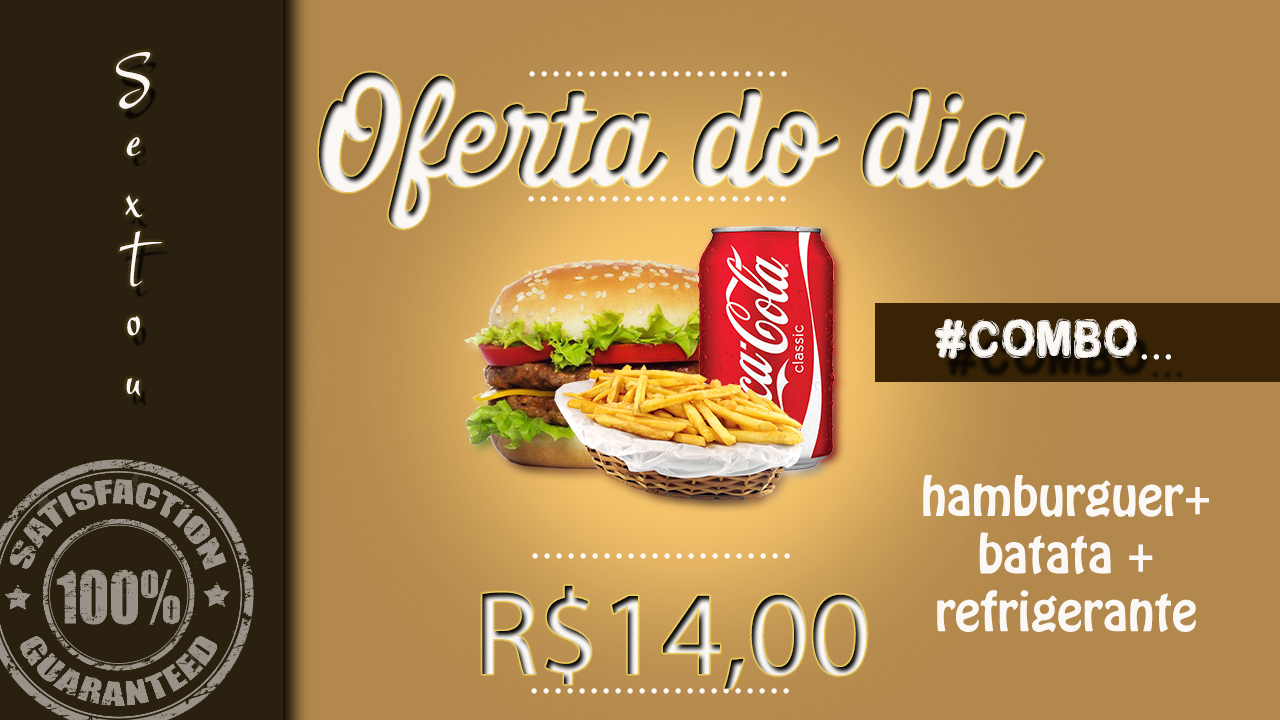 Sextou
Oferta do dia
Coca-Cola
classic
#COMBO...
hamburguer+
batata +
refrigerante
R$14,00
SATISFACTION
100%
GUARANTEED